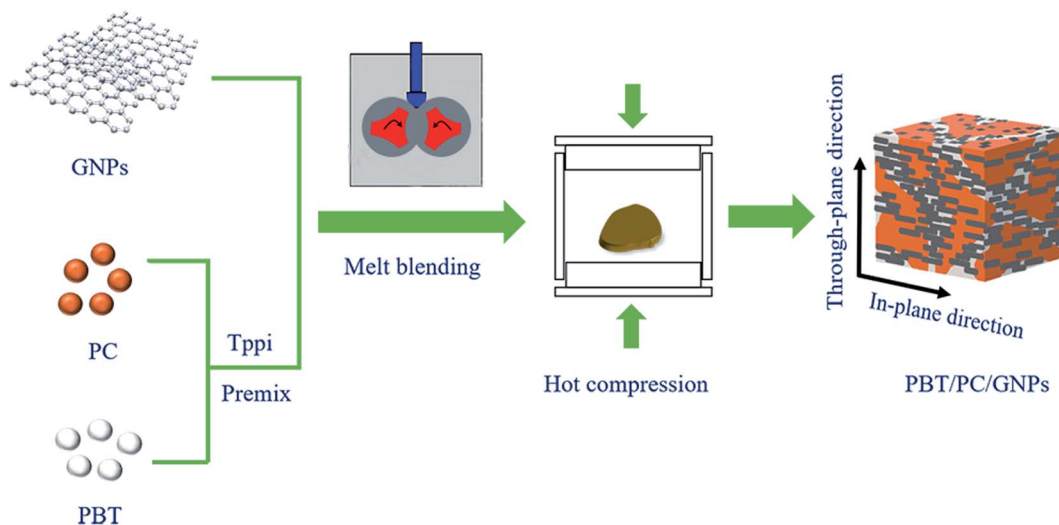 GNPs
PC
PBT
Tppi
Premix
Melt blending
Hot compression
Through-plane direction
In-plane direction
PBT/PC/GNPs